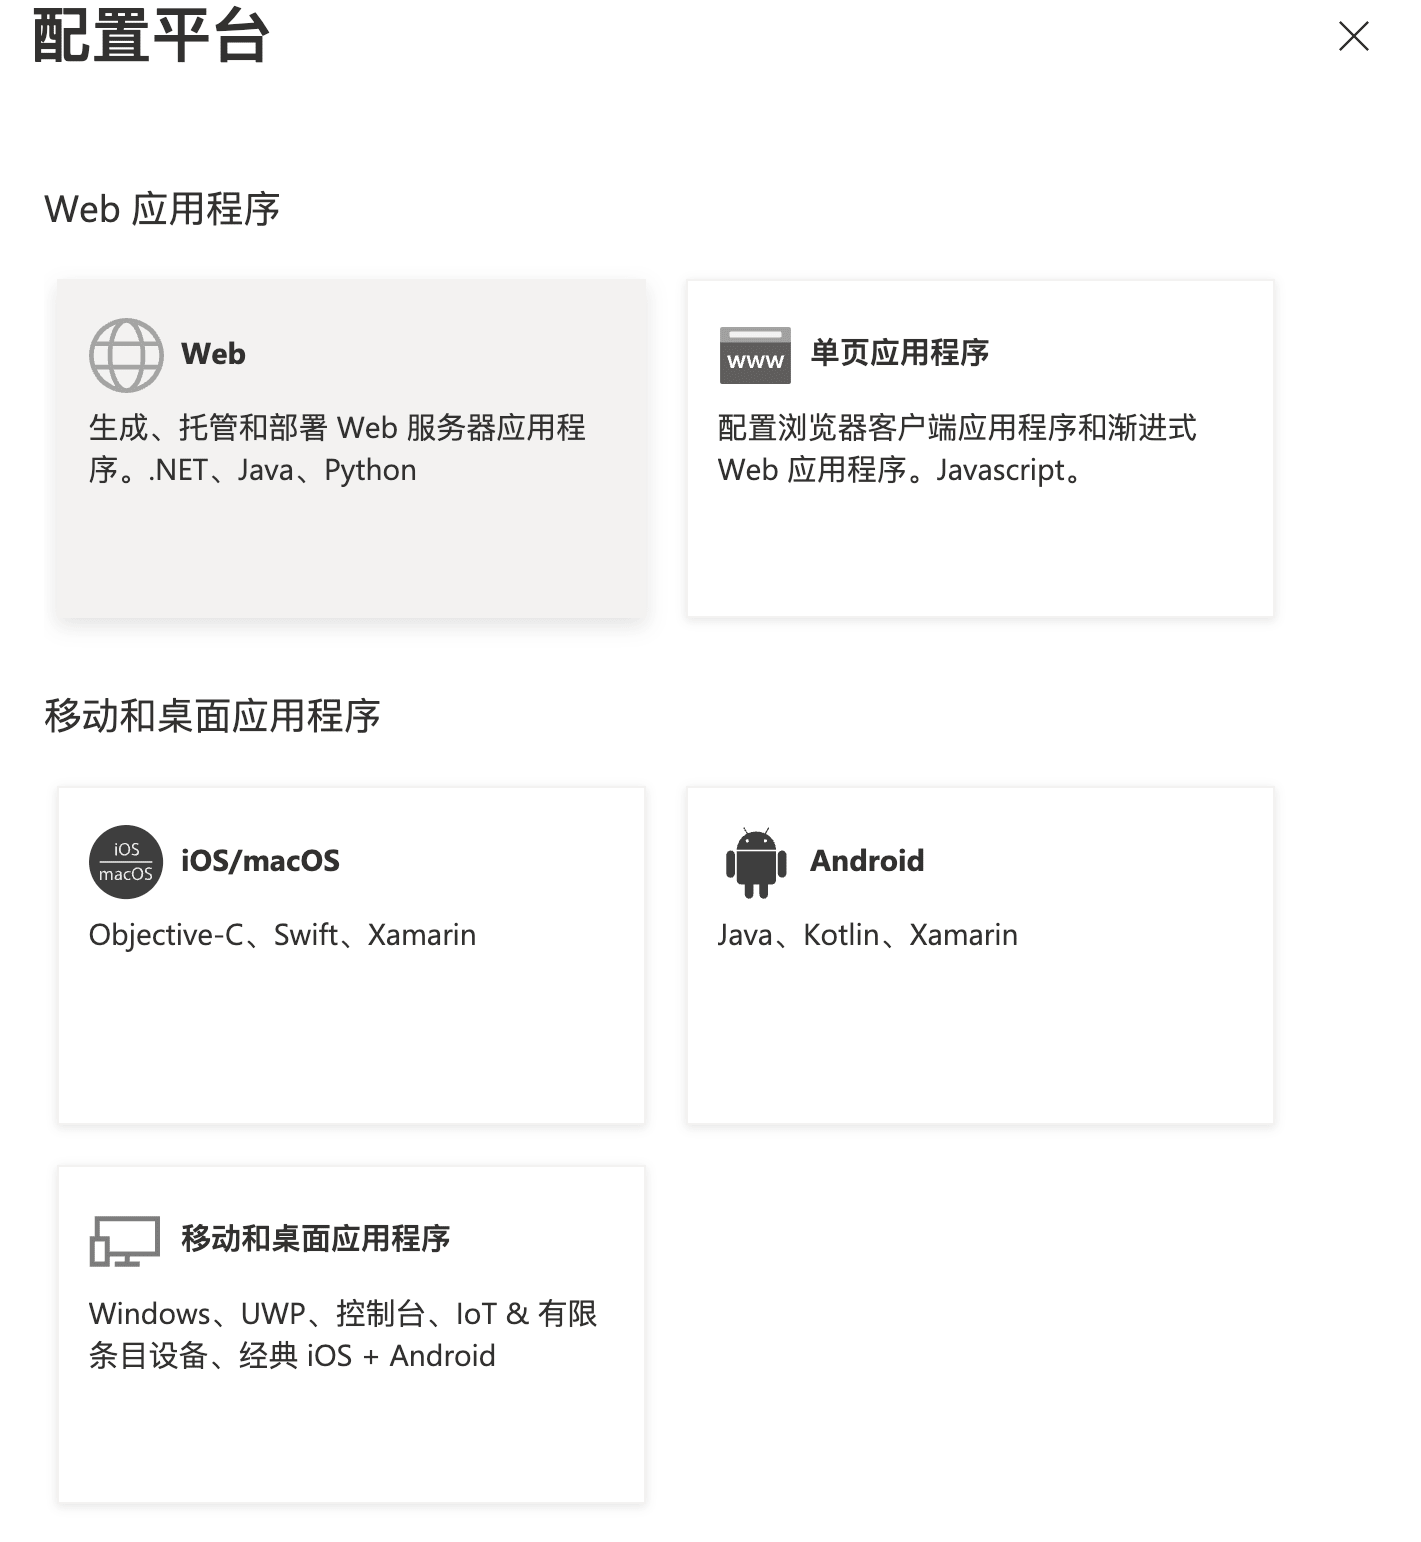 配置平台
Web 应用程序
Web
生成、托管和部署 Web 服务器应用程
序。.NET、Java、Python
www
单页应用程序
配置浏览器客户端应用程序和渐进式
Web 应用程序。Javascript。
移动和桌面应用程序
iOS
macOS
iOS/macOS
Objective-C、Swift、Xamarin
Android
Java、Kotlin、Xamarin
移动和桌面应用程序
Windows、UWP、控制台、IoT & 有限
条目设备、经典 iOS + Android